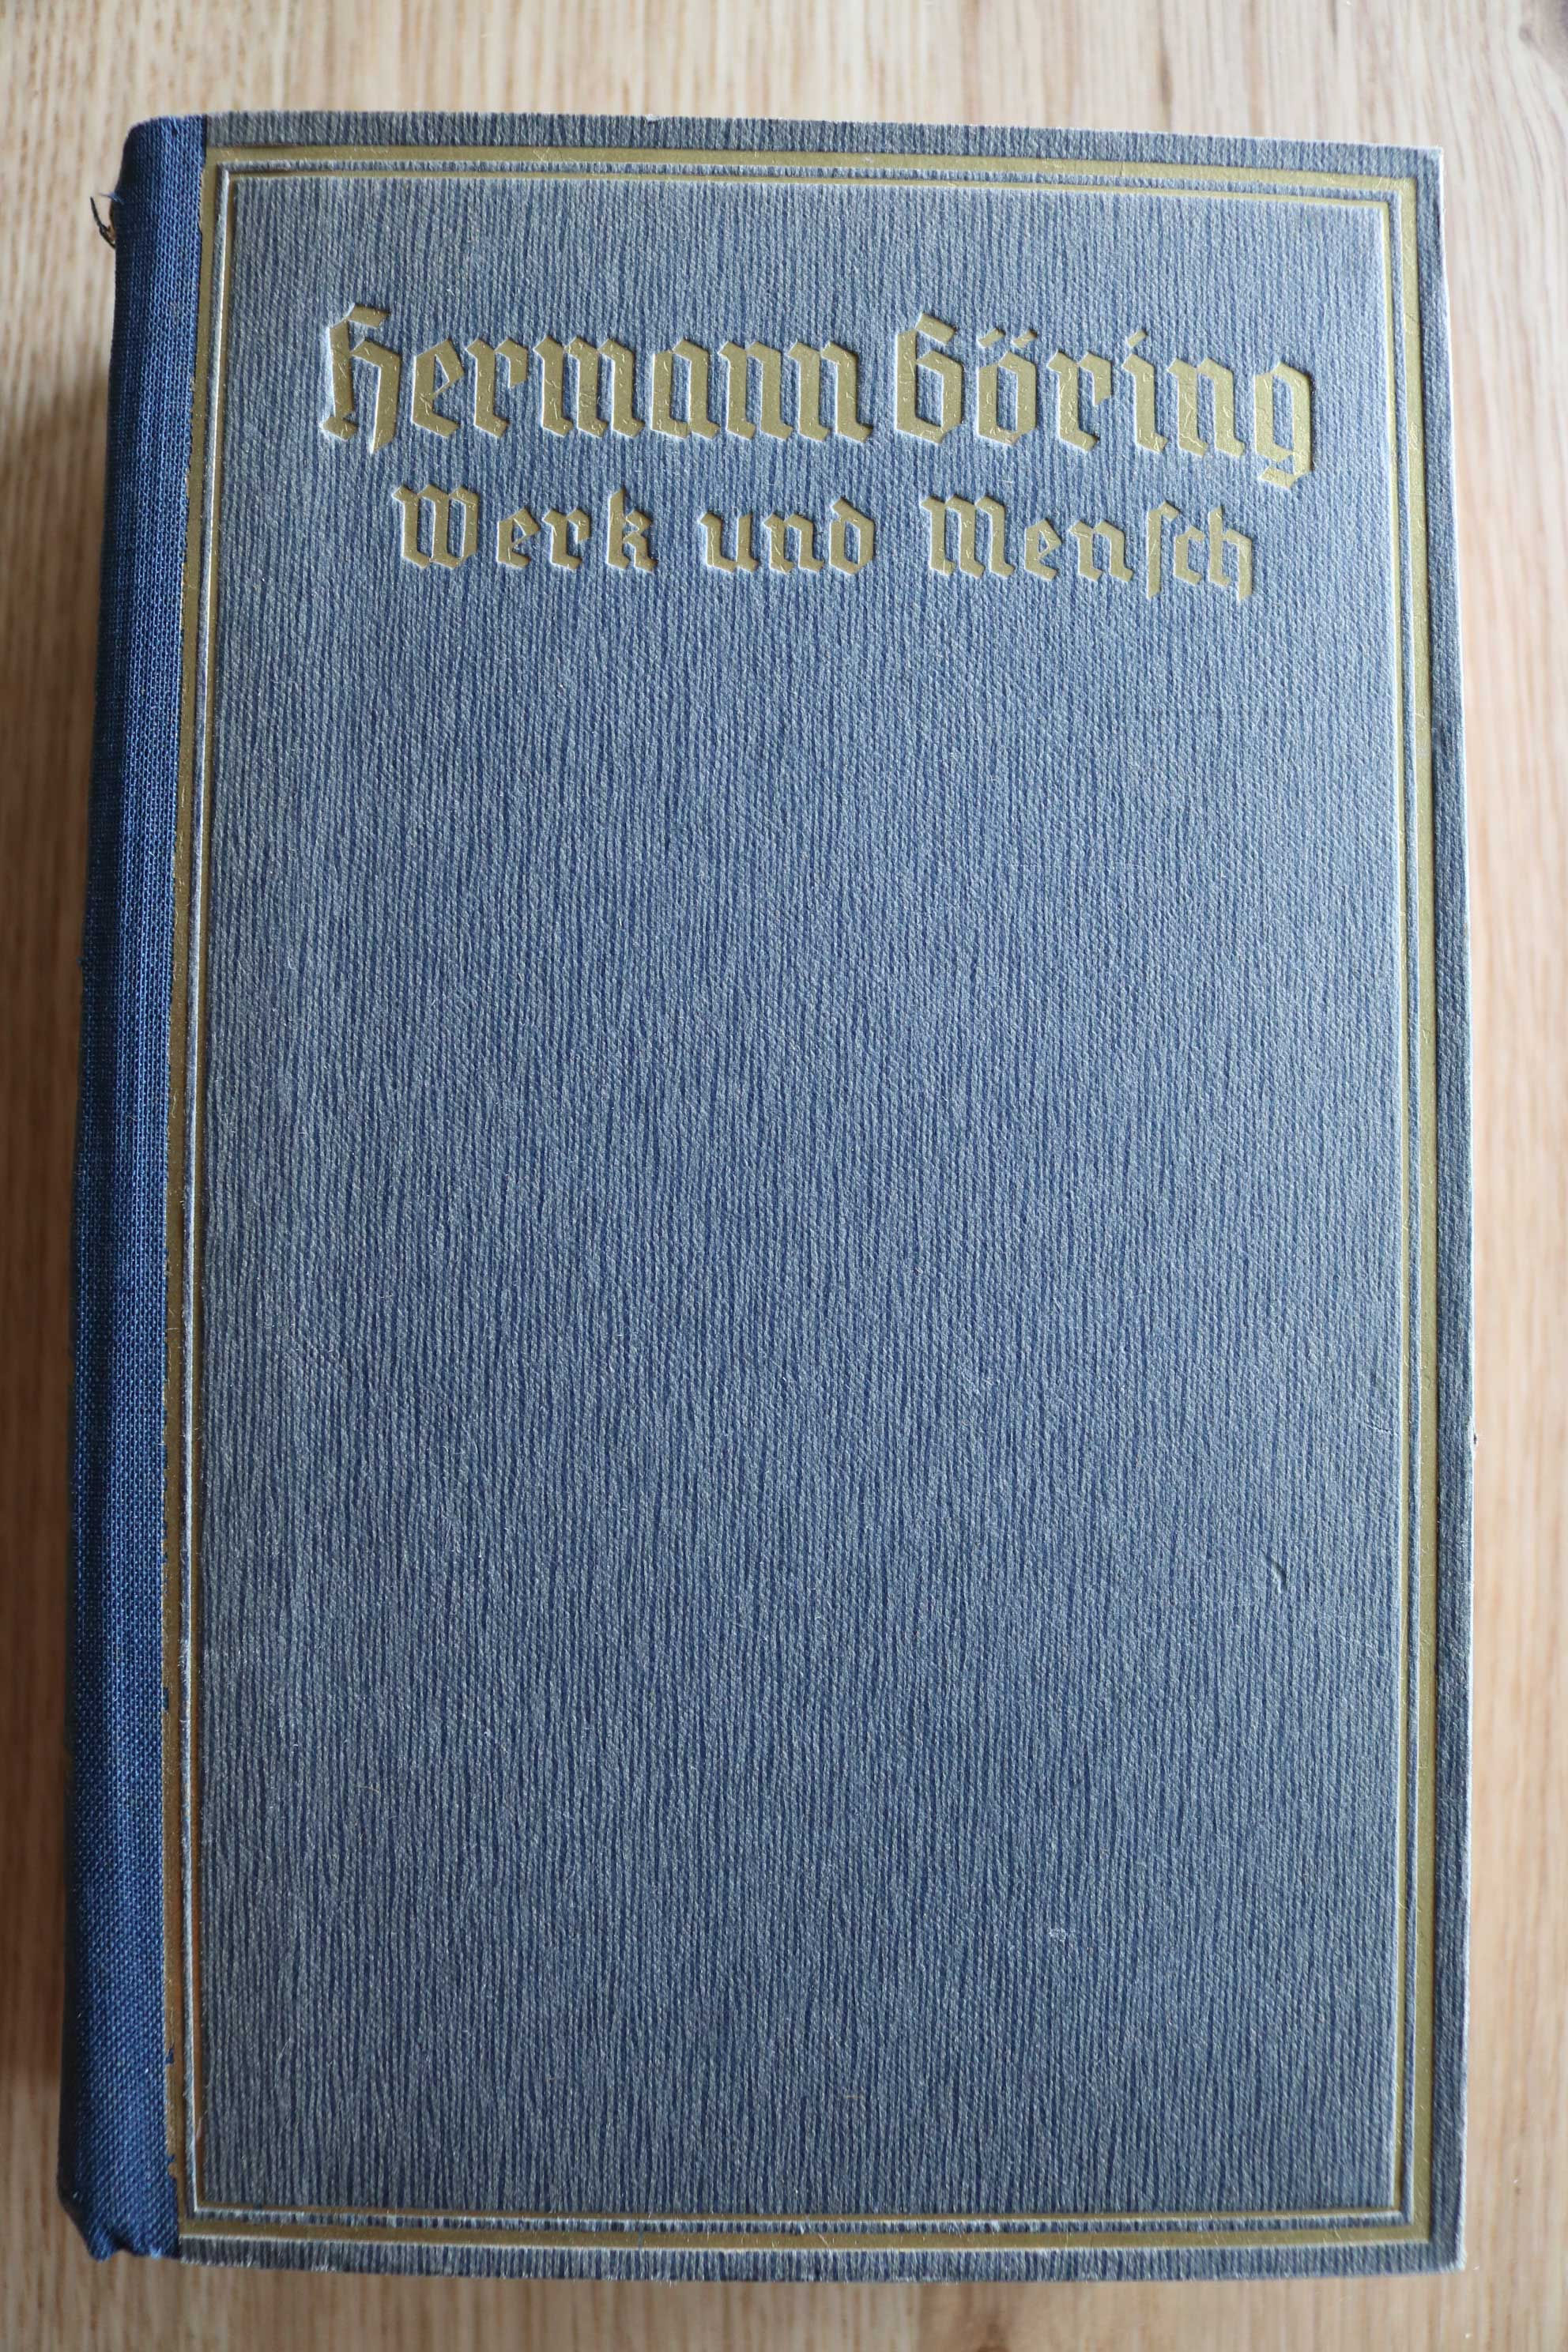 Hermann Göring
Werk und Menſch